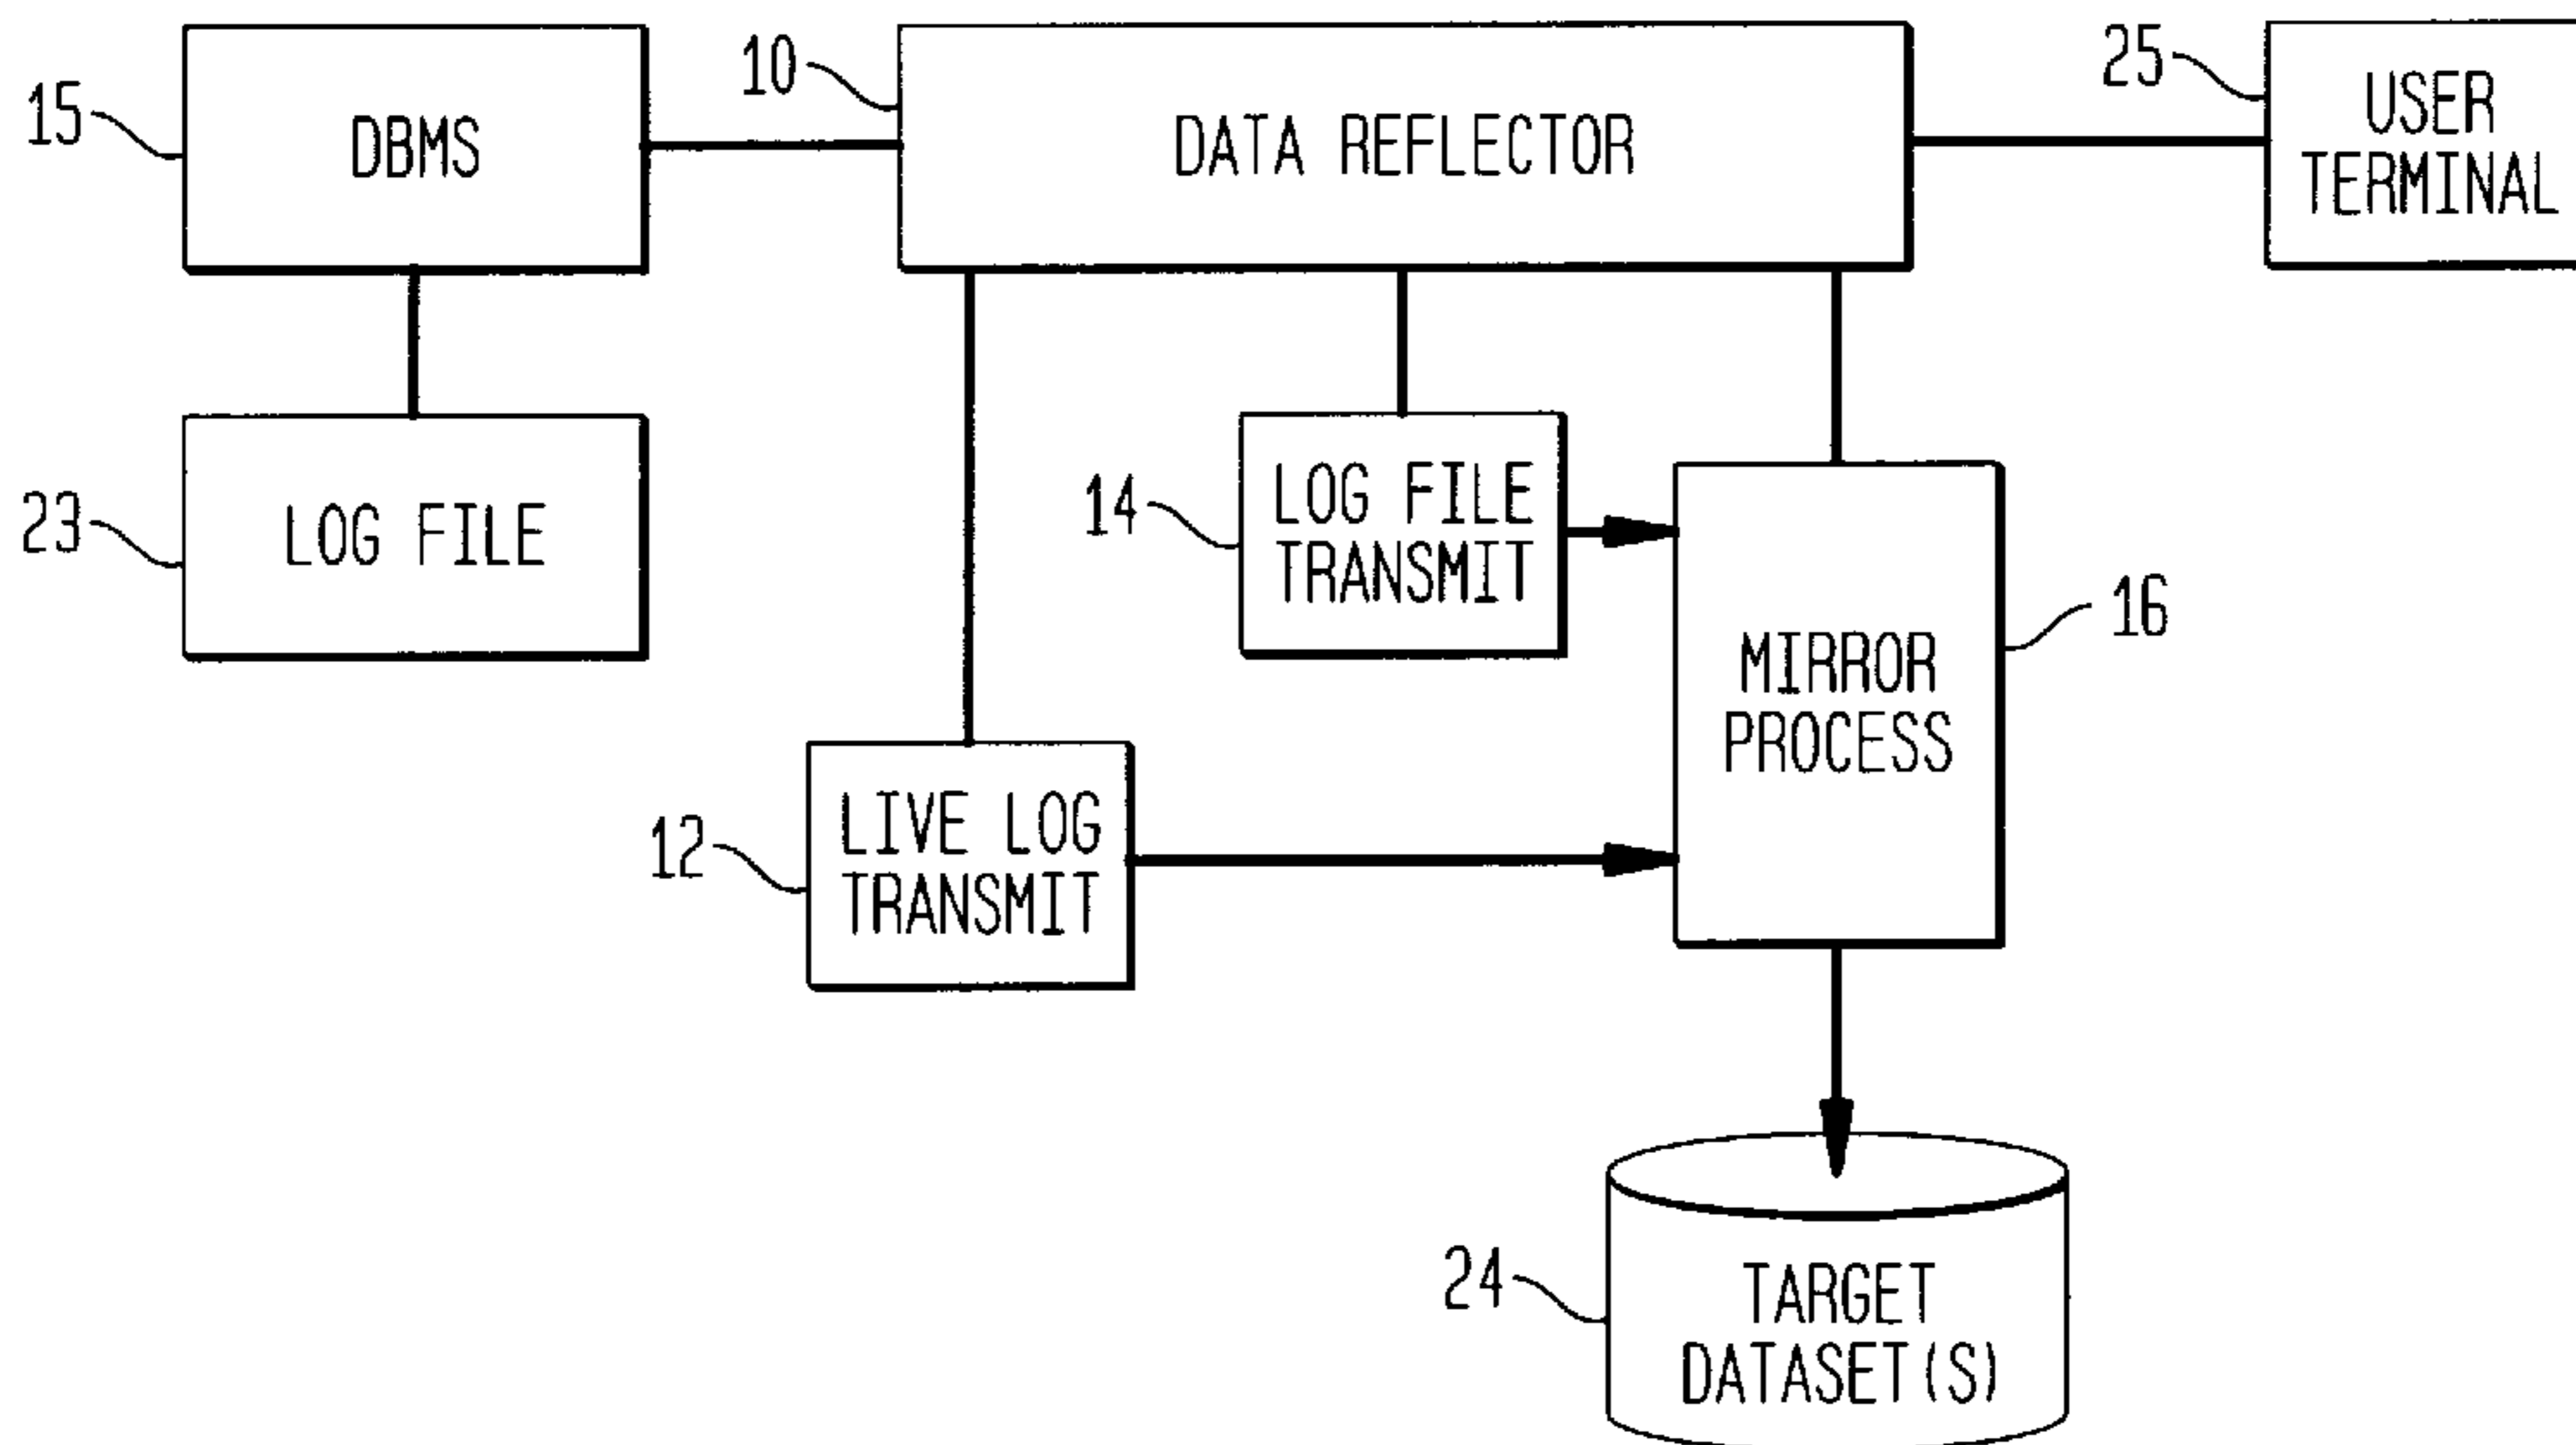 15
DBMS
10
DATA REFLECTOR
25
USER
TERMINAL
23
LOG FILE
14
LOG FILE
TRANSMIT
16
MIRROR
PROCESS
12
LIVE LOG
TRANSMIT
24
TARGET
DATASET(S)